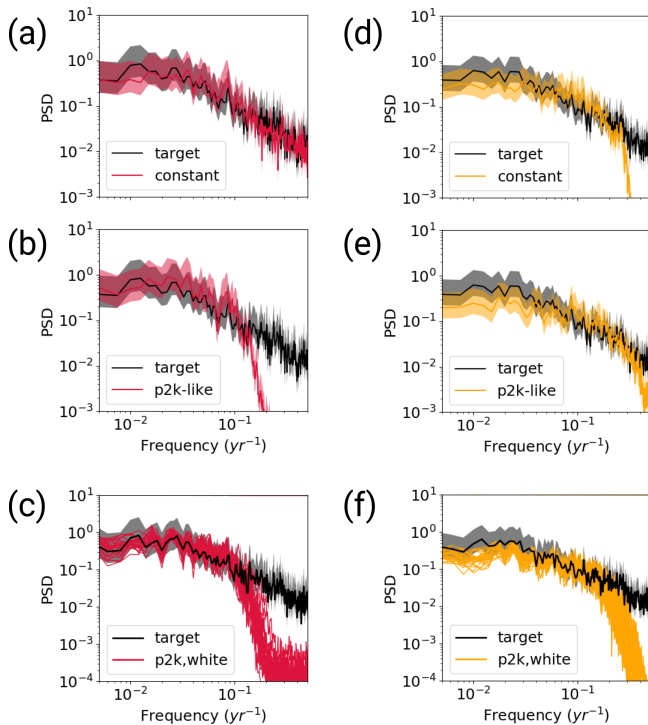 (a)
PSD
10¹
10⁰
10⁻¹
10⁻²
10⁻³
target
constant
(d)
PSD
10¹
10⁰
10⁻¹
10⁻²
10⁻³
target
constant
(b)
PSD
10¹
10⁰
10⁻¹
10⁻²
10⁻³
target
p2k-like
10⁻² 10⁻¹
Frequency (yr⁻¹)
(e)
PSD
10¹
10⁰
10⁻¹
10⁻²
10⁻³
target
p2k-like
10⁻² 10⁻¹
Frequency (yr⁻¹)
(c)
PSD
10¹
10⁰
10⁻¹
10⁻²
10⁻³
10⁻⁴
target
p2k,white
10⁻² 10⁻¹
Frequency (yr⁻¹)
(f)
PSD
10¹
10⁰
10⁻¹
10⁻²
10⁻³
10⁻⁴
target
p2k,white
10⁻² 10⁻¹
Frequency (yr⁻¹)